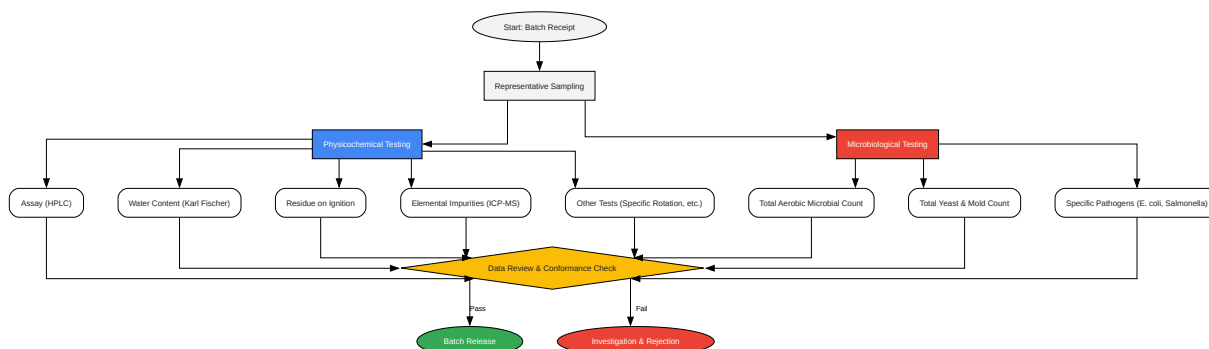 Start: Batch Receipt
Representative Sampling
Physicochemical Testing
Microbiological Testing
Assay (HPLC)
Water Content (Karl Fischer)
Residue on Ignition
Elemental Impurities (ICP-MS)
Other Tests (Specific Rotation, etc.)
Total Aerobic Microbial Count
Total Yeast & Mold Count
Specific Pathogens (E. coli, Salmonella)
Data Review & Conformance Check
Pass
Fail
Batch Release
Investigation & Rejection